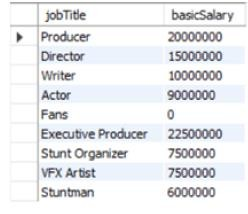 jobTitle basicSalary
Producer 20000000
Director 15000000
Writer 10000000
Actor 9000000
Fans 0
Executive Producer 22500000
Stunt Organizer 7500000
VFX Artist 7500000
Stuntman 6000000